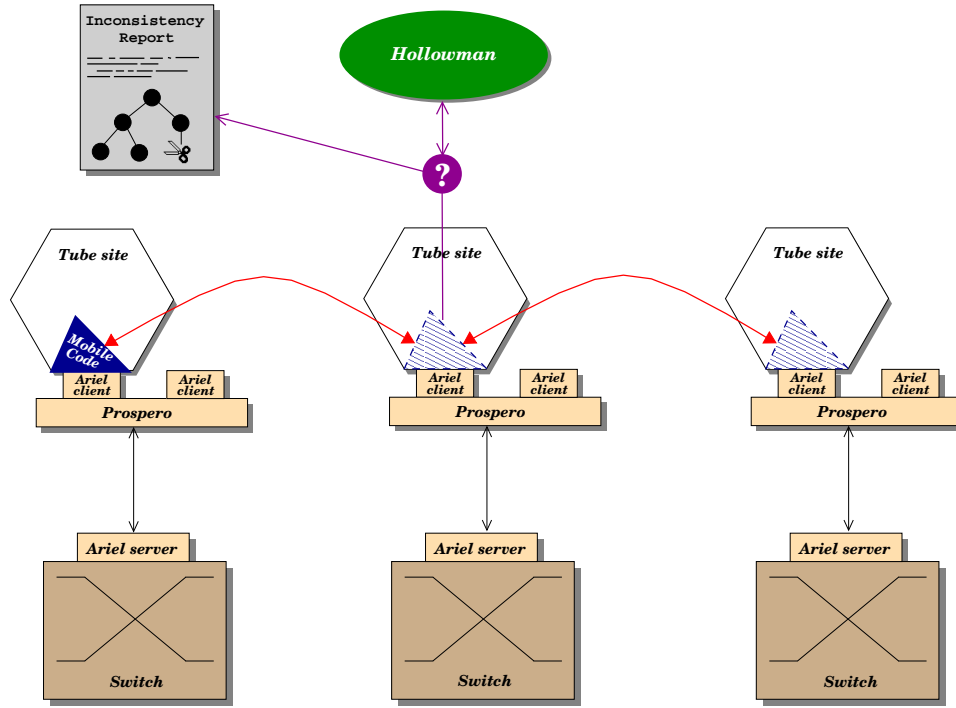 Inconsistency
Report
Hollowman
?
Tube site
Tube site
Tube site
Mobile
Code
Ariel
client
Ariel
client
Ariel
client
Ariel
client
Ariel
client
Ariel
client
Prospero
Prospero
Prospero
Ariel server
Ariel server
Ariel server
Switch
Switch
Switch